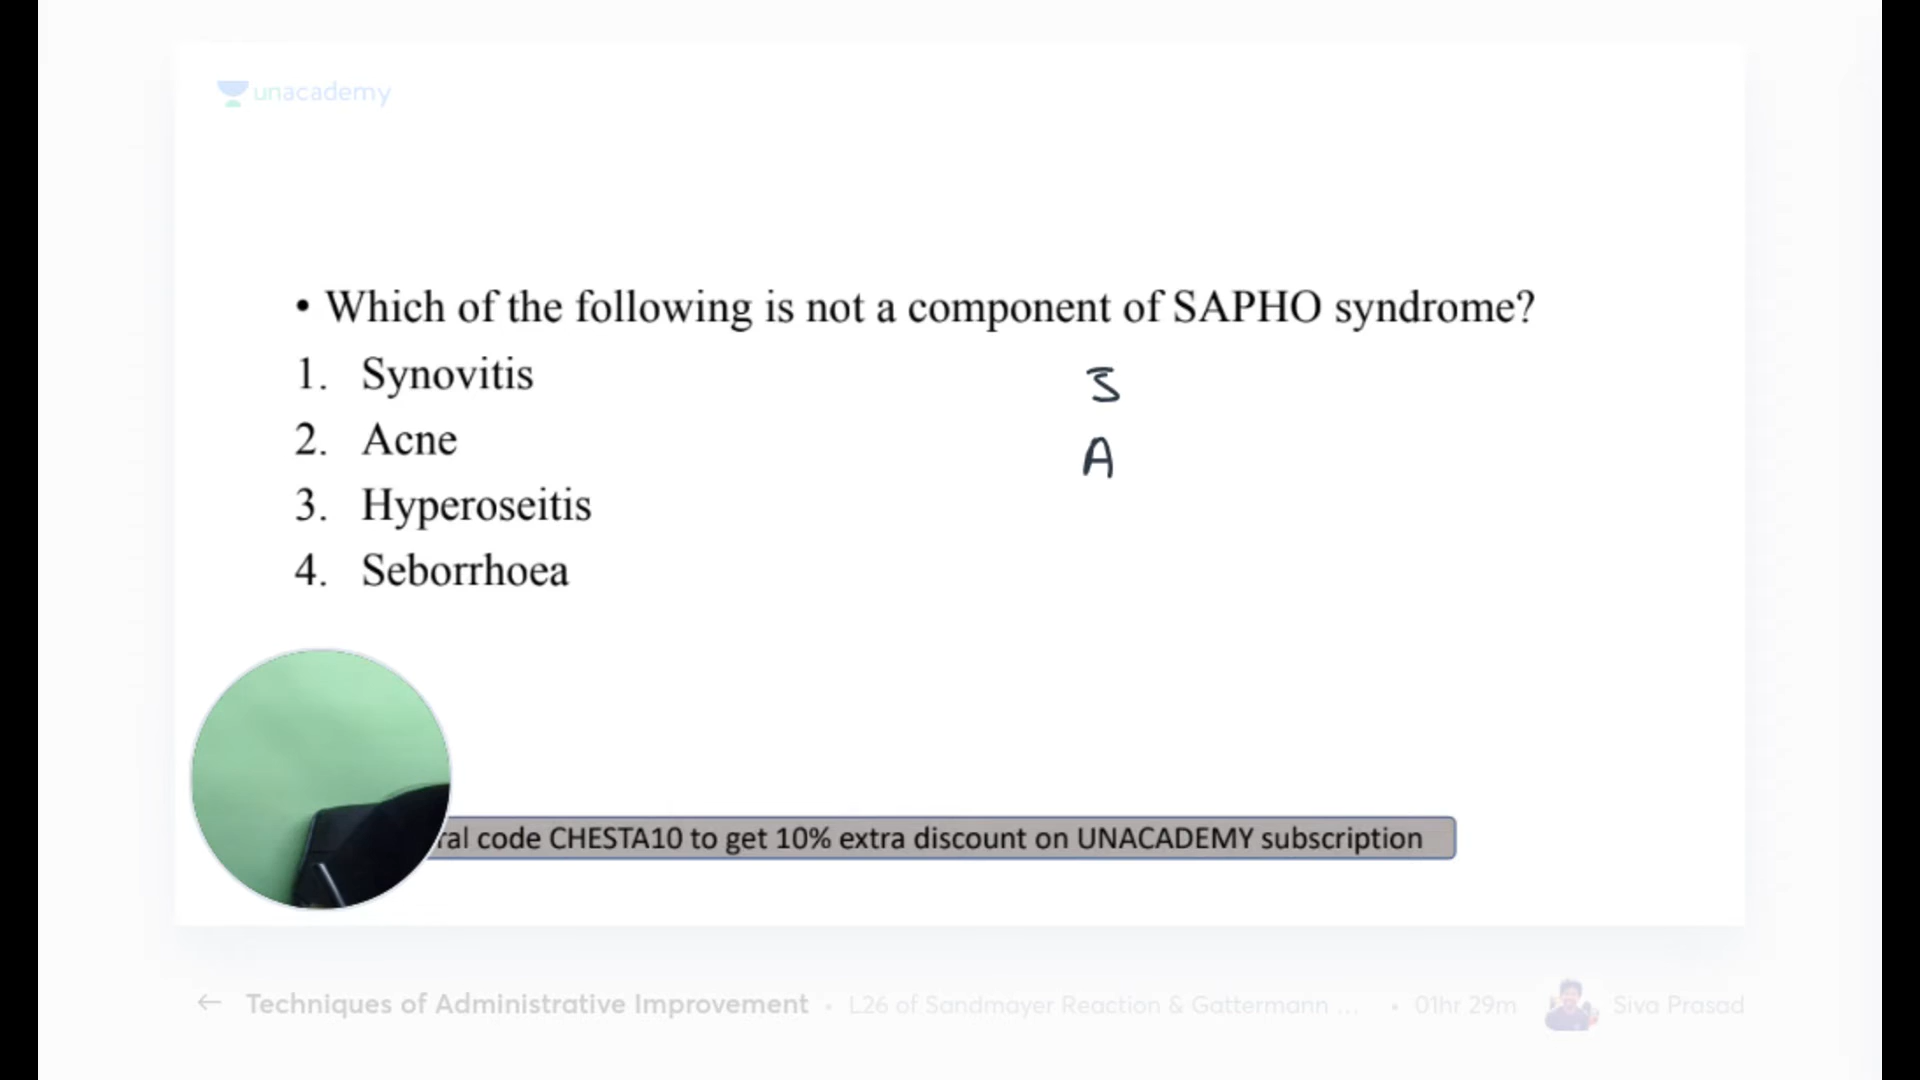 unacademy
• Which of the following is not a component of SAPHO syndrome?
1. Synovitis
S
2. Acne
A
3. Hyperoseitis
4. Seborrhoea
ral code CHESTA10 to get 10% extra discount on UNACADEMY subscription
← Techniques of Administrative Improvement • L26 of Sandmayer Reaction & Gattermann ... • 01hr 29m Siva Prasad